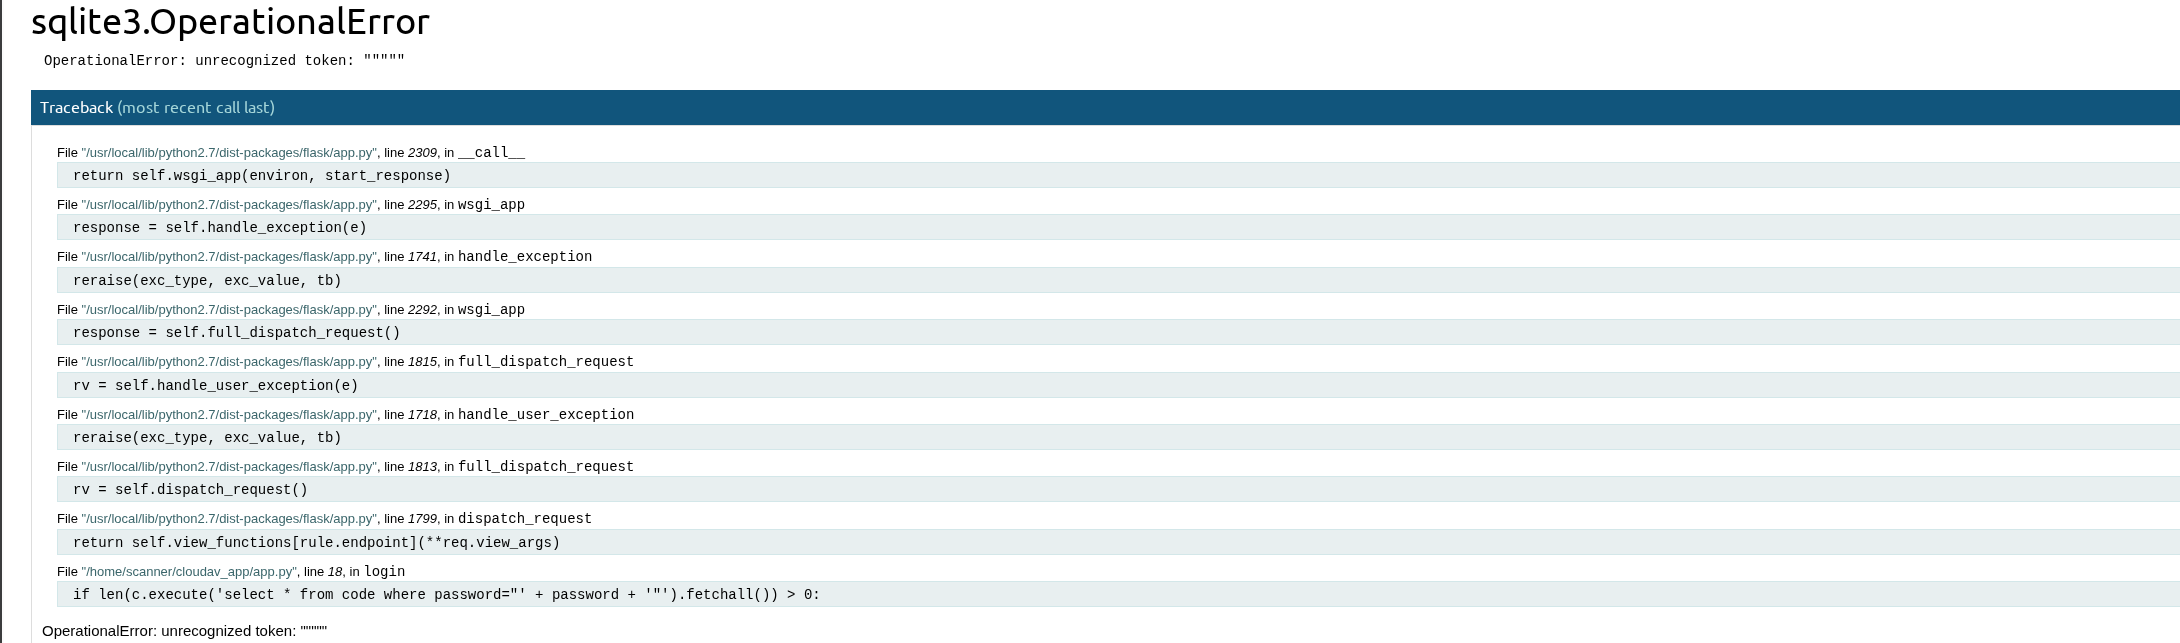 sqlite3.OperationalError
OperationalError: unrecognized token: """""
Traceback (most recent call last)
File "/usr/local/lib/python2.7/dist-packages/flask/app.py", line 2309, in __call__
return self.wsgi_app(environ, start_response)
File "/usr/local/lib/python2.7/dist-packages/flask/app.py", line 2295, in wsgi_app
response = self.handle_exception(e)
File "/usr/local/lib/python2.7/dist-packages/flask/app.py", line 1741, in handle_exception
reraise(exc_type, exc_value, tb)
File "/usr/local/lib/python2.7/dist-packages/flask/app.py", line 2292, in wsgi_app
response = self.full_dispatch_request()
File "/usr/local/lib/python2.7/dist-packages/flask/app.py", line 1815, in full_dispatch_request
rv = self.handle_user_exception(e)
File "/usr/local/lib/python2.7/dist-packages/flask/app.py", line 1718, in handle_user_exception
reraise(exc_type, exc_value, tb)
File "/usr/local/lib/python2.7/dist-packages/flask/app.py", line 1813, in full_dispatch_request
rv = self.dispatch_request()
File "/usr/local/lib/python2.7/dist-packages/flask/app.py", line 1799, in dispatch_request
return self.view_functions[rule.endpoint](**req.view_args)
File "/home/scanner/cloudav_app/app.py", line 18, in login
if len(c.execute('select * from code where password="' + password + '"').fetchall()) > 0:
OperationalError: unrecognized token: """""